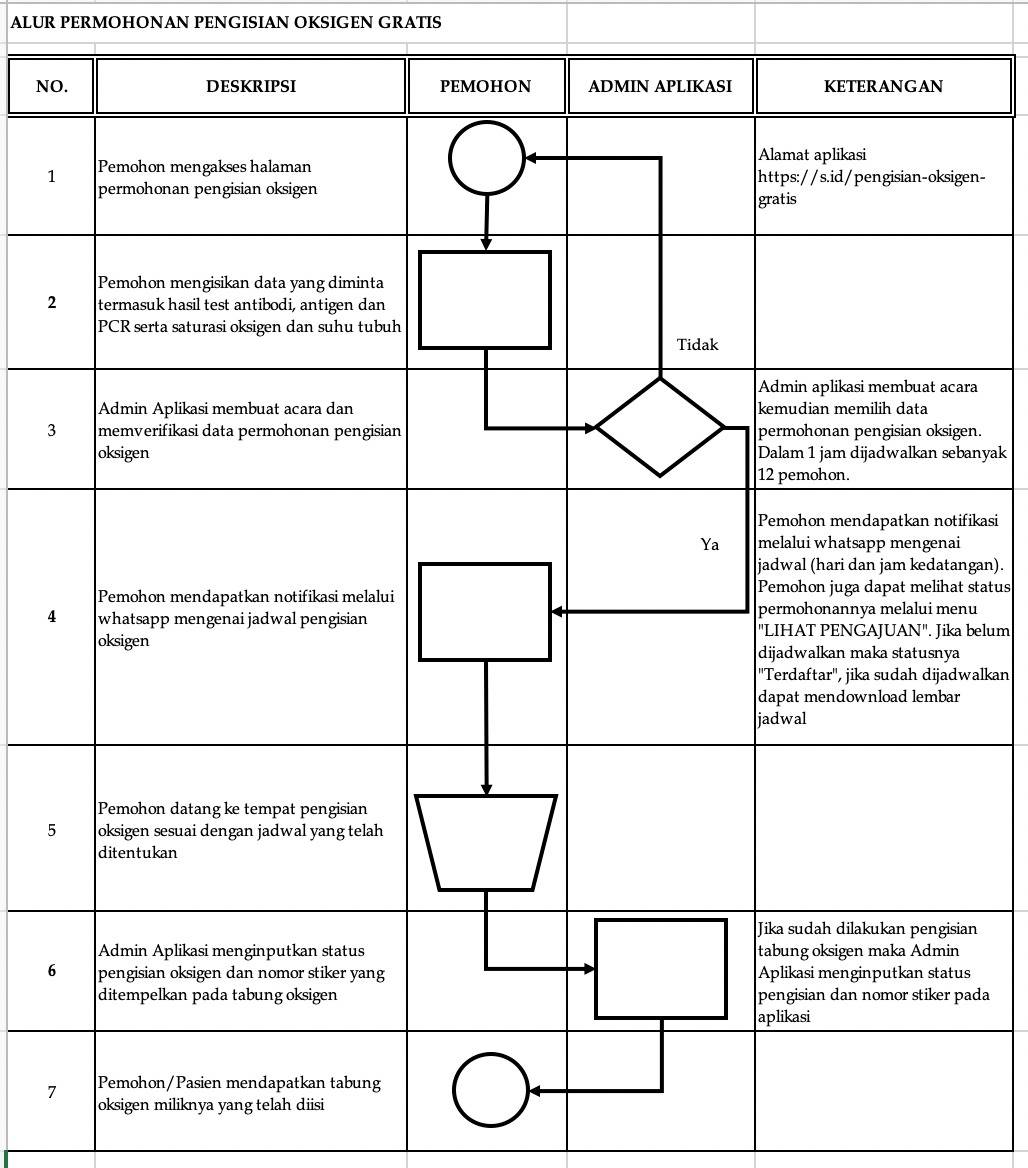 ALUR PERMOHONAN PENGISIAN OKSIGEN GRATIS
NO.
DESKRIPSI
PEMOHON
ADMIN APLIKASI
KETERANGAN
1
Pemohon mengakses halaman
permohonan pengisian oksigen
Alamat aplikasi
https://s.id/pengisian-oksigen-
gratis
2
Pemohon mengisikan data yang diminta
termasuk hasil test antibodi, antigen dan
PCR serta saturasi oksigen dan suhu tubuh
Tidak
3
Admin Aplikasi membuat acara dan
memverifikasi data permohonan pengisian
oksigen
Admin aplikasi membuat acara
kemudian memilih data
permohonan pengisian oksigen.
Dalam 1 jam dijadwalkan sebanyak
12 pemohon.
4
Pemohon mendapatkan notifikasi melalui
whatsapp mengenai jadwal pengisian
oksigen
Ya
Pemohon mendapatkan notifikasi
melalui whatsapp mengenai
jadwal (hari dan jam kedatangan).
Pemohon juga dapat melihat status
permohonannya melalui menu
"LIHAT PENGAJUAN". Jika belum
dijadwalkan maka statusnya
"Terdaftar", jika sudah dijadwalkan
dapat mendownload lembar
jadwal
5
Pemohon datang ke tempat pengisian
oksigen sesuai dengan jadwal yang telah
ditentukan
6
Admin Aplikasi menginputkan status
pengisian oksigen dan nomor stiker yang
ditempelkan pada tabung oksigen
Jika sudah dilakukan pengisian
tabung oksigen maka Admin
Aplikasi menginputkan status
pengisian dan nomor stiker pada
aplikasi
7
Pemohon/Pasien mendapatkan tabung
oksigen miliknya yang telah diisi